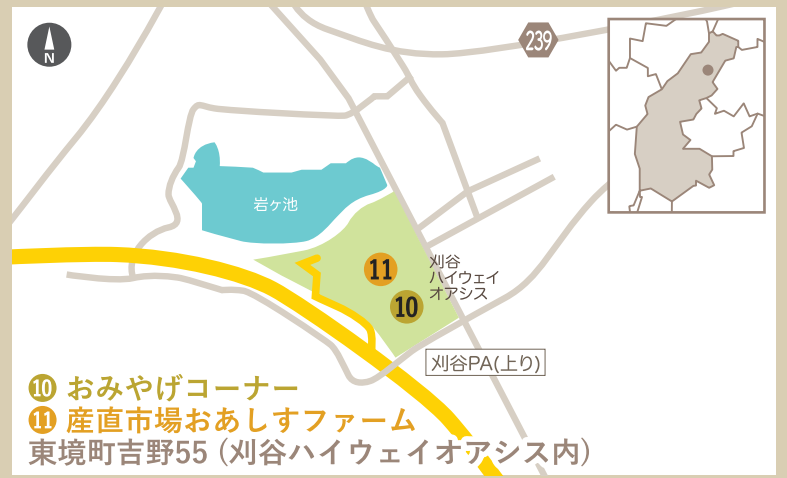 N
239
岩ヶ池
11
10
刈谷
ハイウェイ
オアシス
刈谷PA(上り)
10 おみやげコーナー
11 産直市場おあしすファーム
東境町吉野55 (刈谷ハイウェイオアシス内)